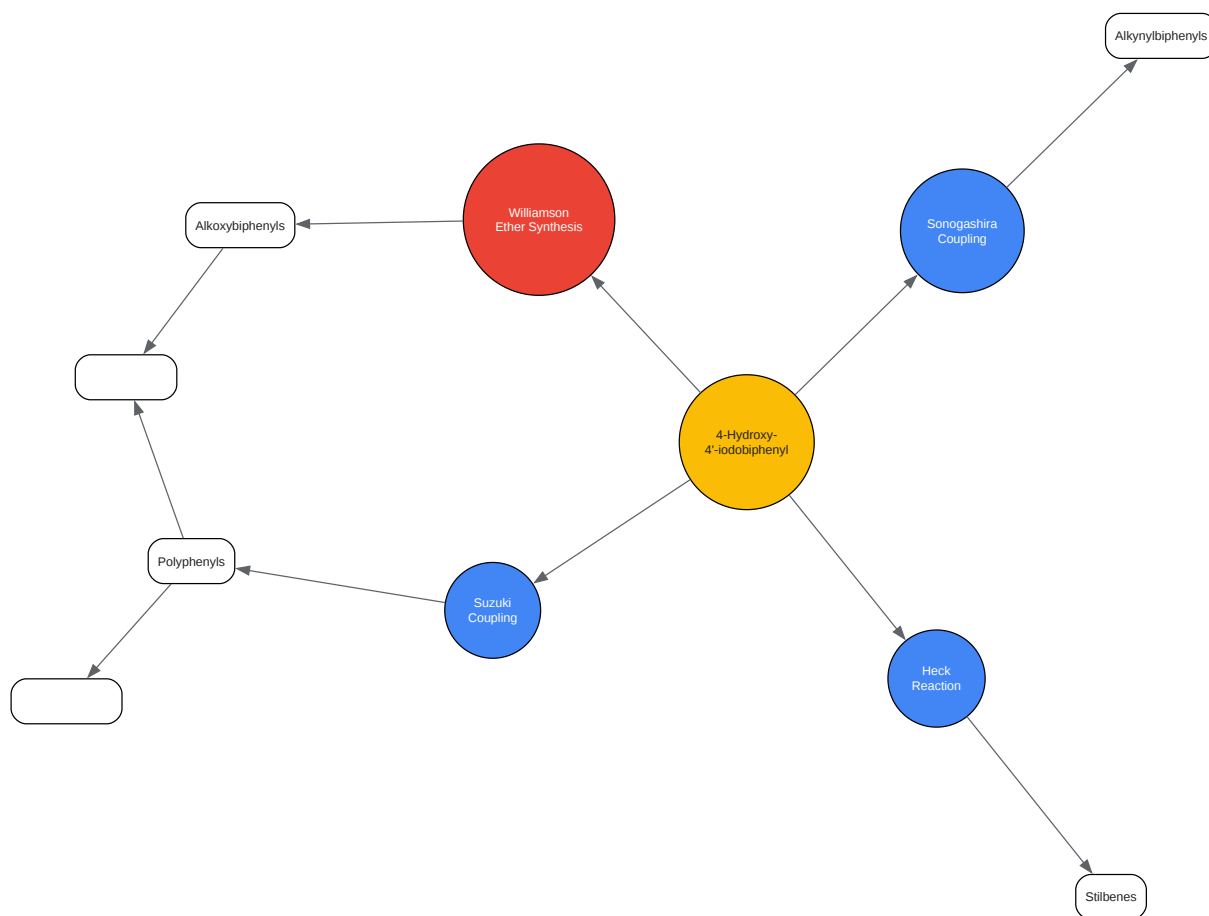 Alkynylbiphenyls
Williamson
Ether Synthesis
Alkoxybiphenyls
Sonogashira
Coupling
4-Hydroxy-
4'-iodobiphenyl
Polyphenyls
Suzuki
Coupling
Heck
Reaction
Stilbenes